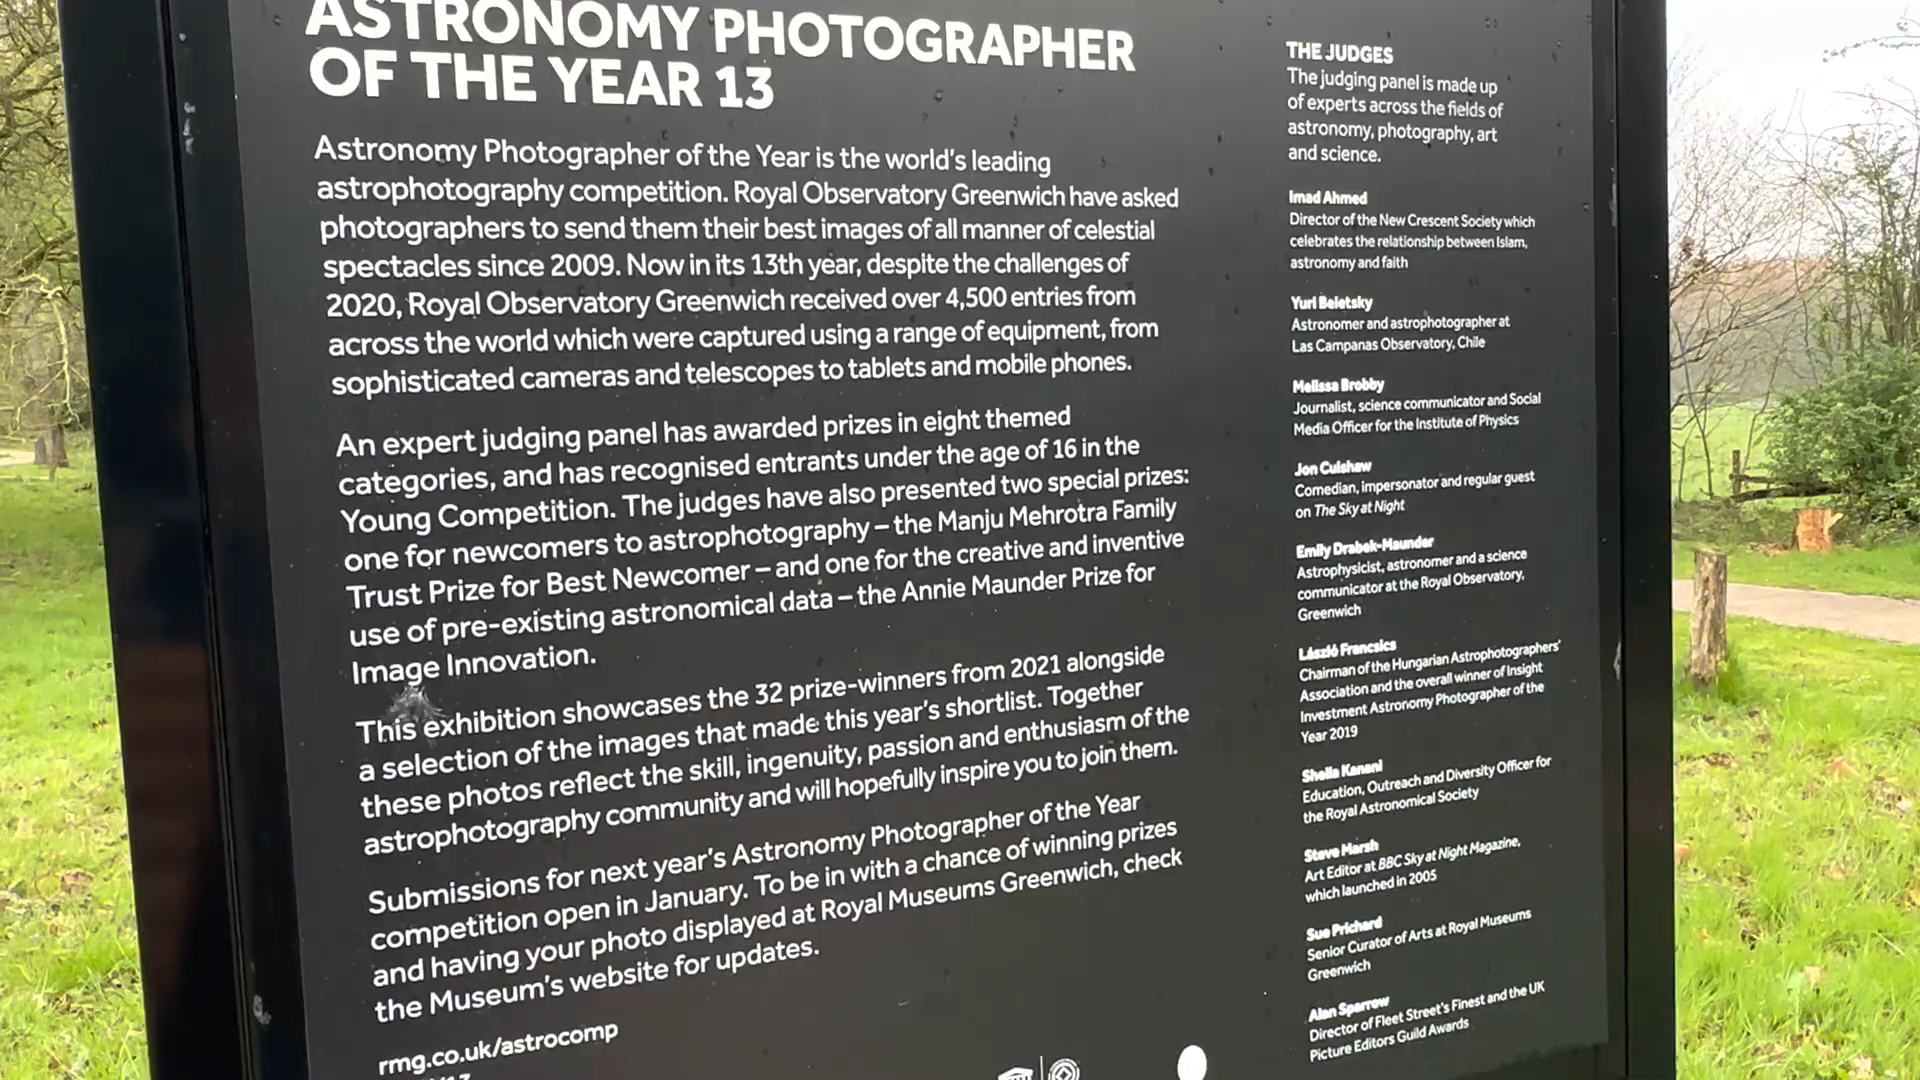 ASTRONOMY PHOTOGRAPHER
OF THE YEAR 13
Astronomy Photographer of the Year is the world's leading
astrophotography competition. Royal Observatory Greenwich have asked
photographers to send them their best images of all manner of celestial
spectacles since 2009. Now in its 13th year, despite the challenges of
2020, Royal Observatory Greenwich received over 4,500 entries from
across the world which were captured using a range of equipment, from
sophisticated cameras and telescopes to tablets and mobile phones.
An expert judging panel has awarded prizes in eight themed
categories, and has recognised entrants under the age of 16 in the
Young Competition. The judges have also presented two special prizes:
one for newcomers to astrophotography – the Manju Mehrotra Family
Trust Prize for Best Newcomer – and one for the creative and inventive
use of pre-existing astronomical data – the Annie Maunder Prize for
Image Innovation.
This exhibition showcases the 32 prize-winners from 2021 alongside
a selection of the images that made this year's shortlist. Together
these photos reflect the skill, ingenuity, passion and enthusiasm of the
astrophotography community and will hopefully inspire you to join them.
Submissions for next year's Astronomy Photographer of the Year
competition open in January. To be in with a chance of winning prizes
and having your photo displayed at Royal Museums Greenwich, check
the Museum's website for updates.
rmg.co.uk/astrocomp
THE JUDGES
The judging panel is made up
of experts across the fields of
astronomy, photography, art
and science.
Imad Ahmed
Director of the New Crescent Society which
celebrates the relationship between Islam,
astronomy and faith
Yuri Beletsky
Astronomer and astrophotographer at
Las Campanas Observatory, Chile
Melissa Brobby
Journalist, science communicator and Social
Media Officer for the Institute of Physics
Jon Culshaw
Comedian, impersonator and regular guest
on The Sky at Night
Emily Drabek-Maunder
Astrophysicist, astronomer and a science
communicator at the Royal Observatory,
Greenwich
László Francsics
Chairman of the Hungarian Astrophotographers'
Association and the overall winner of Insight
Investment Astronomy Photographer of the
Year 2019
Sheila Kanani
Education, Outreach and Diversity Officer for
the Royal Astronomical Society
Steve Marsh
Art Editor at BBC Sky at Night Magazine,
which launched in 2005
Sue Prichard
Senior Curator of Arts at Royal Museums
Greenwich
Alan Sparrow
Director of Fleet Street's Finest and the UK
Picture Editors Guild Awards